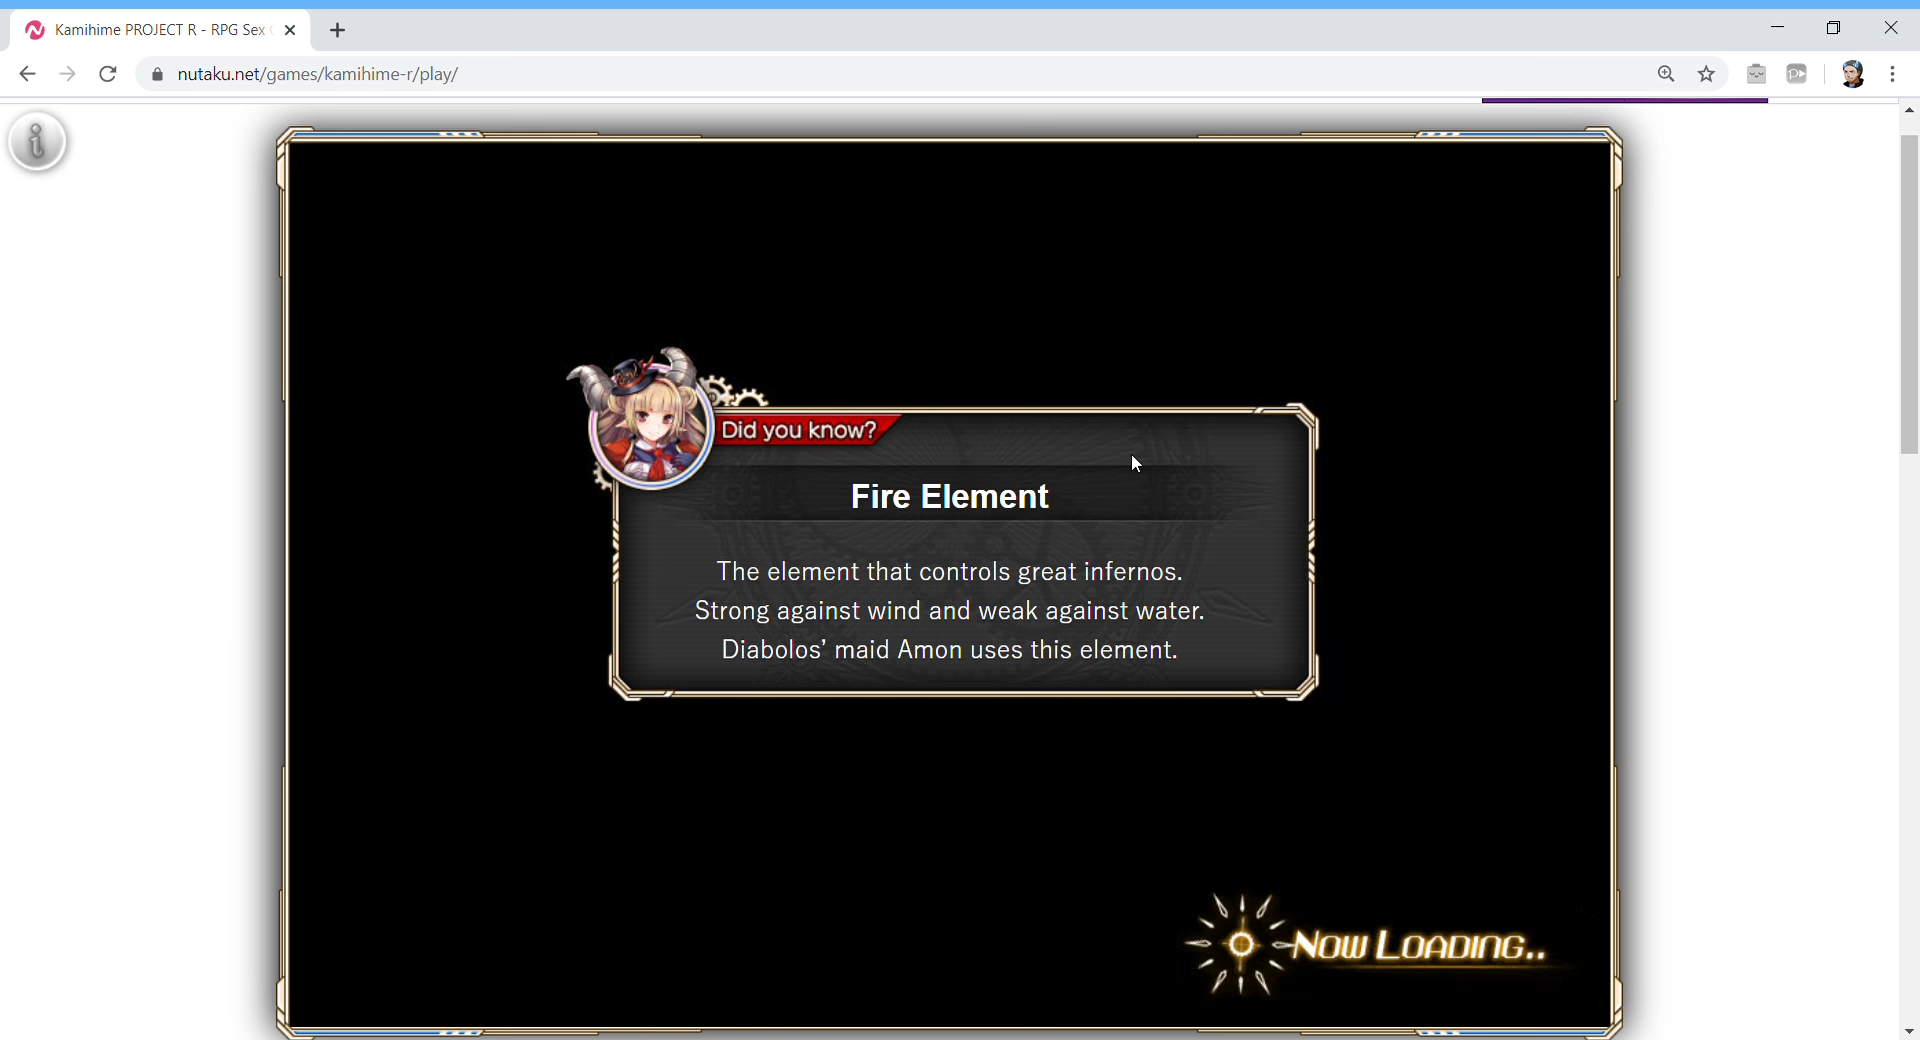 Kamihime PROJECT R - RPG Sex
nutaku.net/games/kamihime-r/play/
Did you know?
Fire Element
The element that controls great infernos.
Strong against wind and weak against water.
Diabolos’ maid Amon uses this element.
Now Loading..